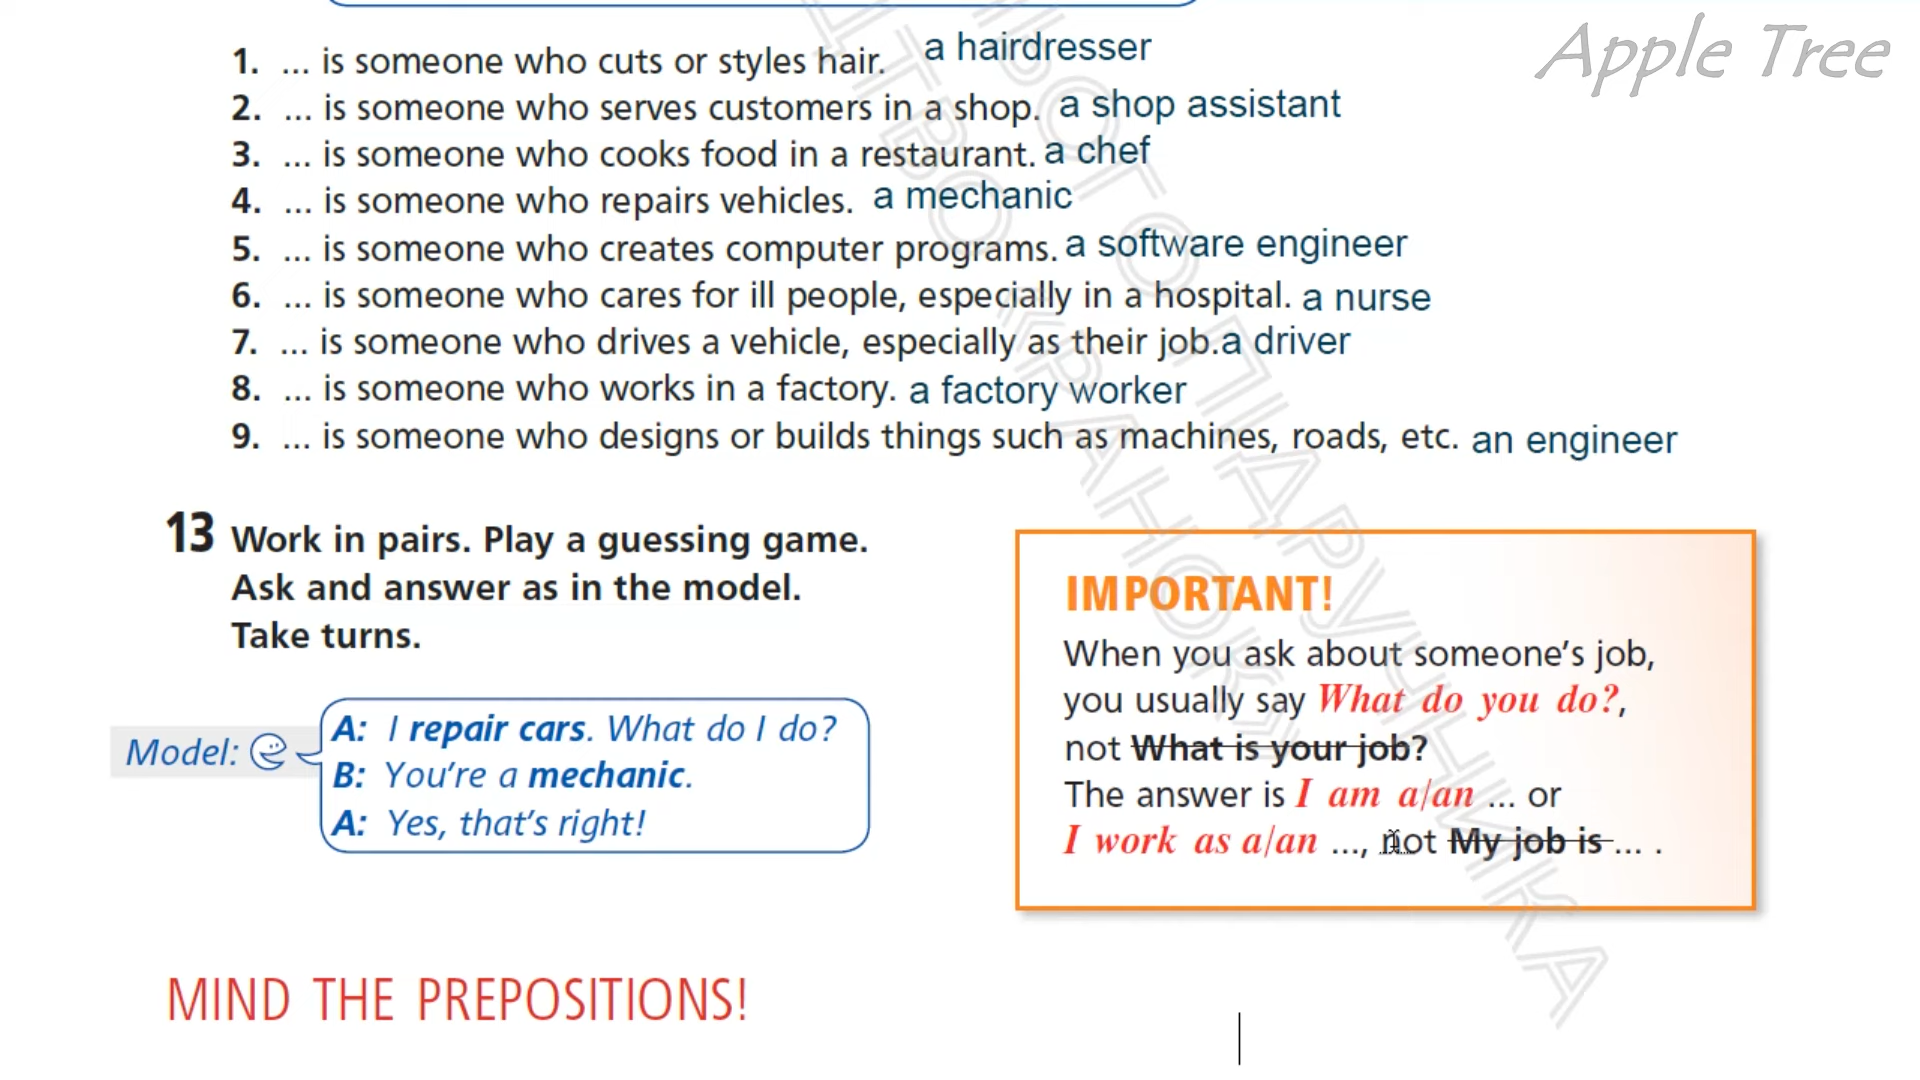 Apple Tree
1. ... is someone who cuts or styles hair. a hairdresser
2. ... is someone who serves customers in a shop. a shop assistant
3. ... is someone who cooks food in a restaurant. a chef
4. ... is someone who repairs vehicles. a mechanic
5. ... is someone who creates computer programs. a software engineer
6. ... is someone who cares for ill people, especially in a hospital. a nurse
7. ... is someone who drives a vehicle, especially as their job. a driver
8. ... is someone who works in a factory. a factory worker
9. ... is someone who designs or builds things such as machines, roads, etc. an engineer
13 Work in pairs. Play a guessing game.
Ask and answer as in the model.
Take turns.
Model:
A: I repair cars. What do I do?
B: You're a mechanic.
A: Yes, that's right!
IMPORTANT!
When you ask about someone's job,
you usually say What do you do?,
not What is your job?
The answer is I am a/an ... or
I work as a/an ..., not My job is ... .
MIND THE PREPOSITIONS!